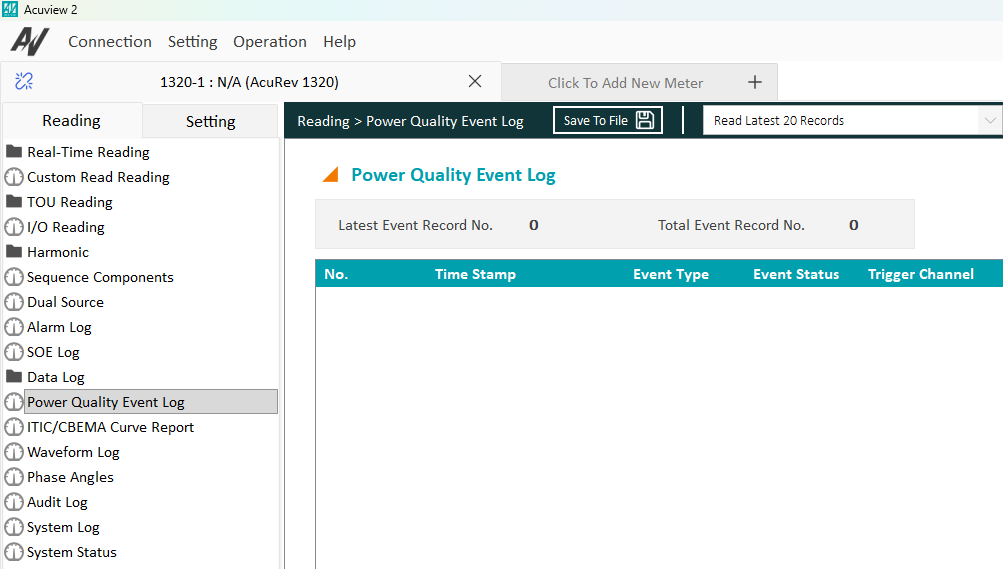 Acuview 2
Connection Setting Operation Help
1320-1 : N/A (AcuRev 1320) Click To Add New Meter
Reading Setting
Reading > Power Quality Event Log Save To File Read Latest 20 Records
Real-Time Reading
Custom Read Reading
TOU Reading
I/O Reading
Harmonic
Sequence Components
Dual Source
Alarm Log
SOE Log
Data Log
Power Quality Event Log
ITIC/CBEMA Curve Report
Waveform Log
Phase Angles
Audit Log
System Log
System Status
Power Quality Event Log
Latest Event Record No. 0 Total Event Record No. 0
No. Time Stamp Event Type Event Status Trigger Channel